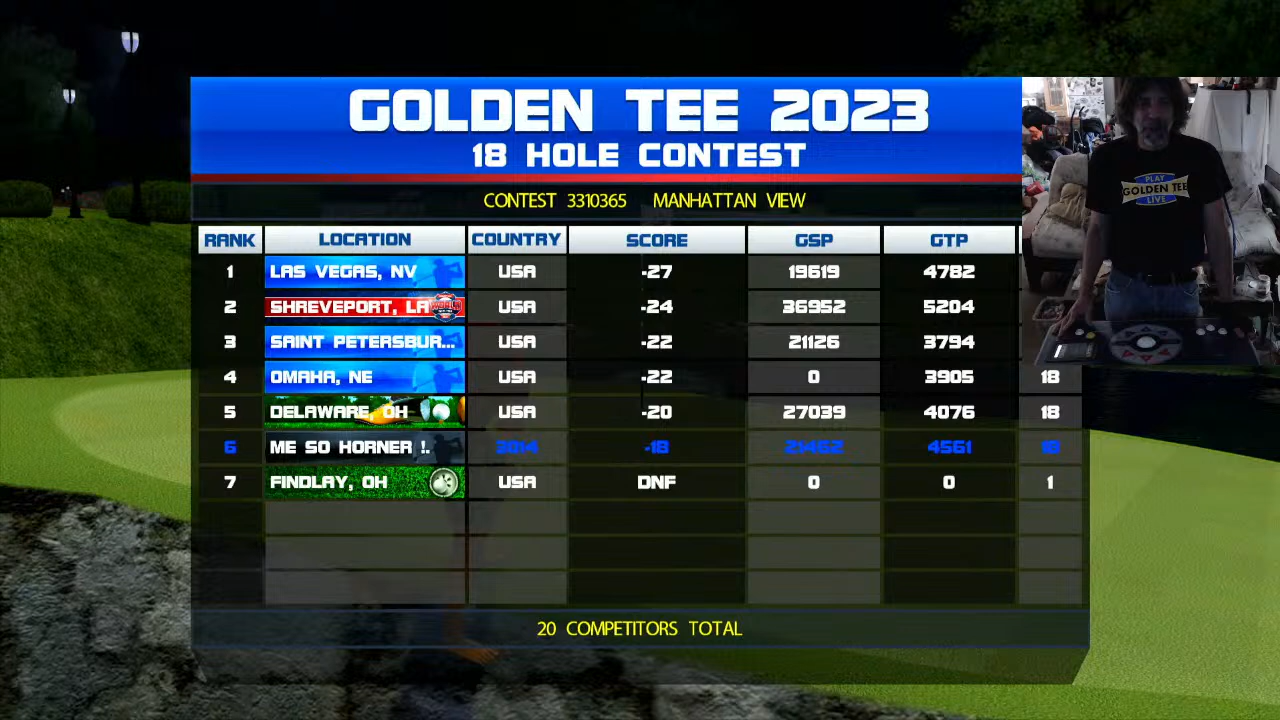 GOLDEN TEE 2023
18 HOLE CONTEST
CONTEST 3310365 MANHATTAN VIEW
RANK LOCATION COUNTRY SCORE GSP GTP
1 LAS VEGAS, NV USA -27 19619 4782
2 SHREVEPORT, LA USA -24 36952 5204
3 SAINT PETERSBUR... USA -22 21126 3794
4 OMAHA, NE USA -22 0 3905 18
5 DELAWARE, OH USA -20 27039 4076 18
6 ME SO HORNER !. 3014 -18 21462 4561 18
7 FINDLAY, OH USA DNF 0 0 1
20 COMPETITORS TOTAL
PLAY
GOLDEN TEE
LIVE